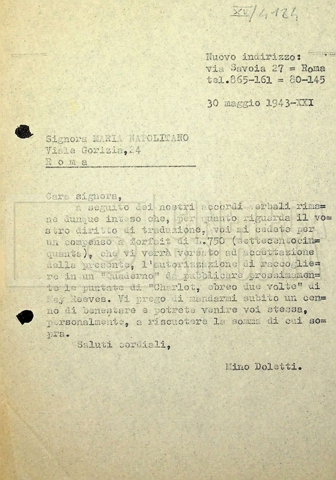 XX/4124
Nuovo indirizzo:
via Savoia 27 = Roma
tel.865-161 = 80-145
30 maggio 1943-XXI
Signora MARIA NAPOLITANO
Viale Gorizia,24
Roma
Cara signora,
a seguito dei nostri accordi verbali rima=
ne dunque inteso che, per quanto riguarda il vo=
stro diritto di traduzione, voi mi cedete per
un compenso a forfait di L.750 (settecentocin=
quanta), che vi verrà versato ad accettazione
della presente, l'autorizzazione di raccoglie=
re in un "Quaderno" di pubblicare prossimamente
le puntate di "Charlot, ebreo due volte" di
May Reeves. Vi prego di mandarmi subito un cen=
no di benestare e potrete venire voi stessa,
personalmente, a riscuotere la somma di cui so=
pra.
Saluti cordiali,
Mino Doletti.